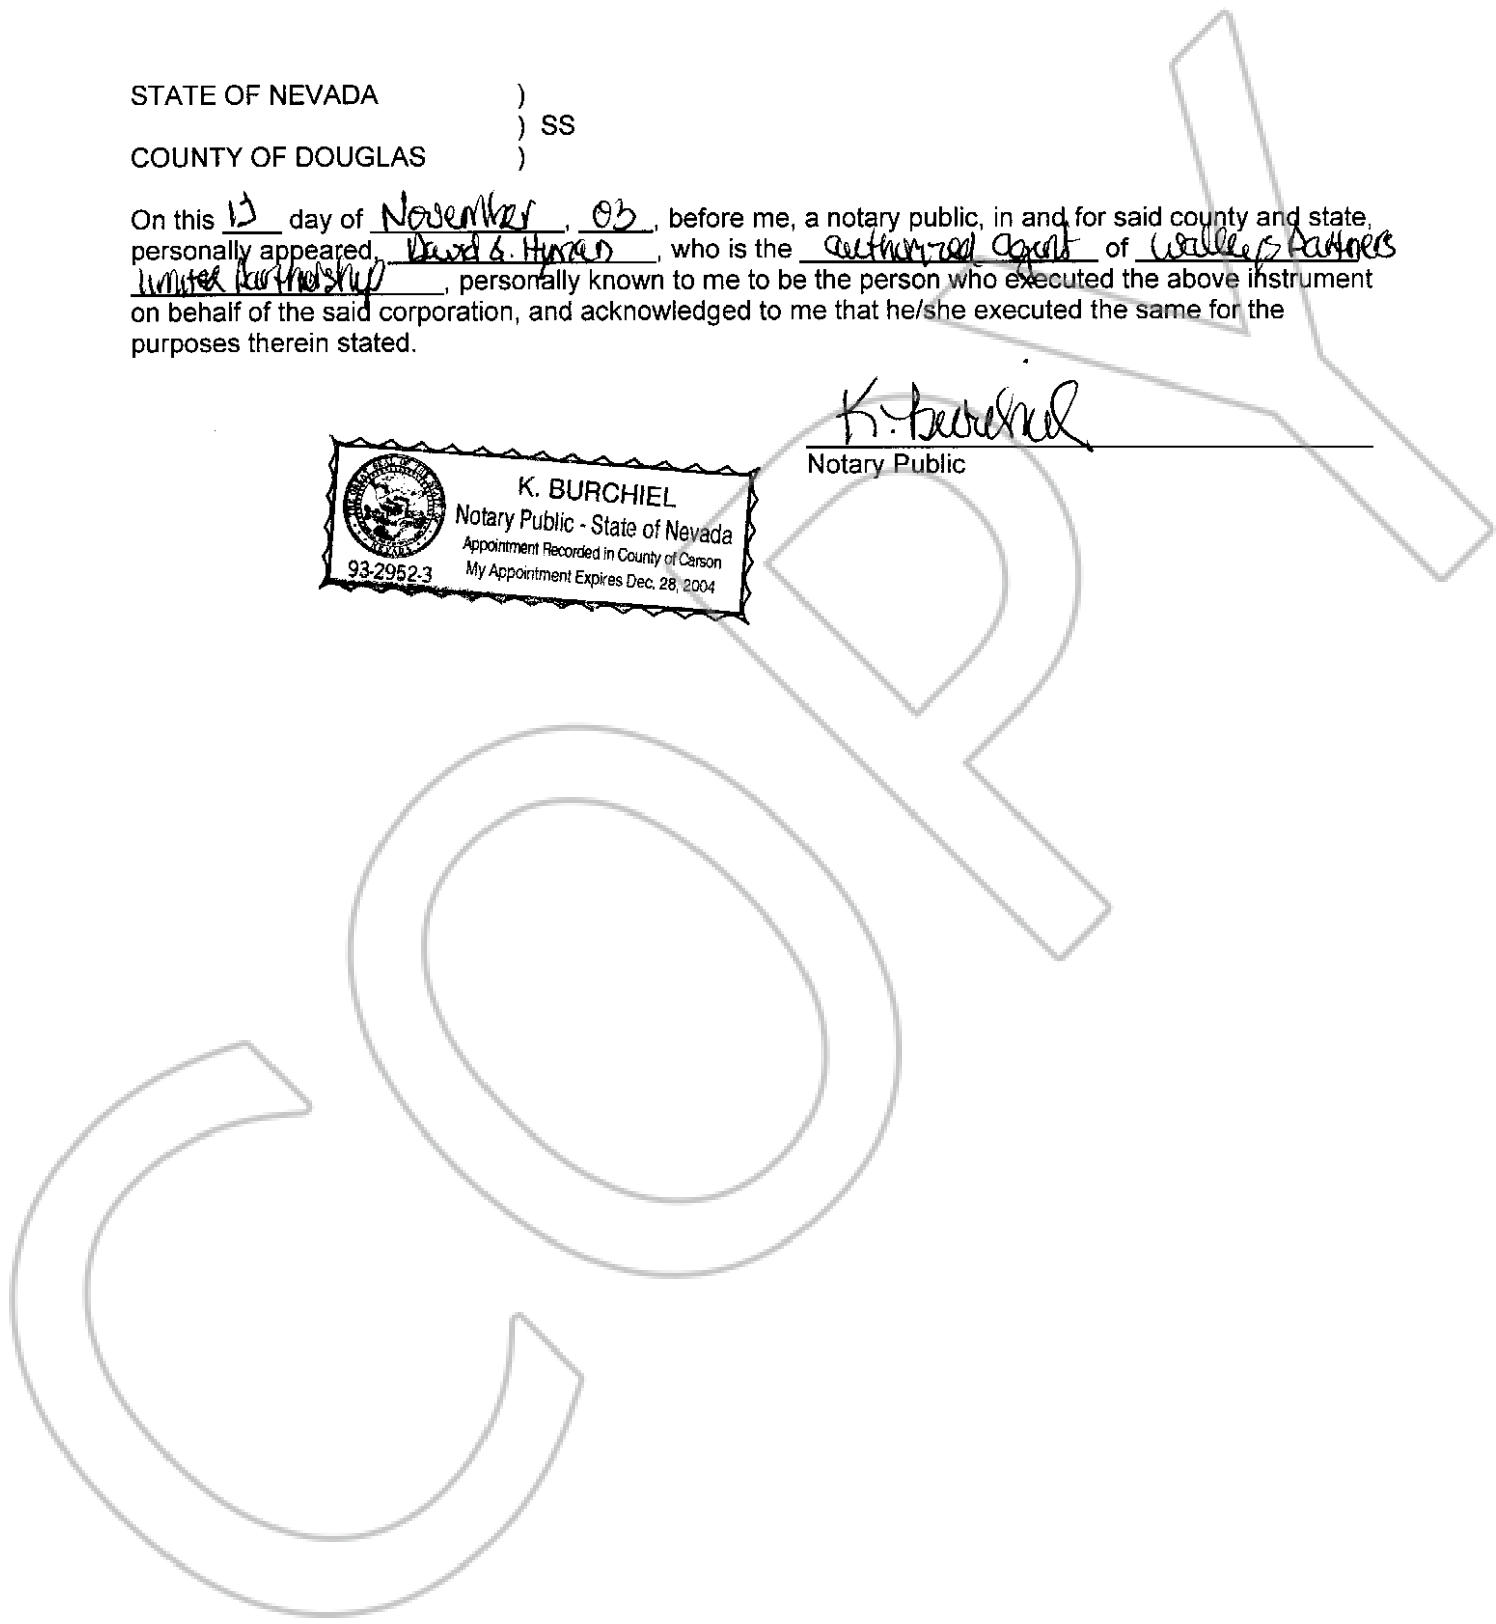 STATE OF NEVADA )
) SS
COUNTY OF DOUGLAS )
On this day of November, 03, before me, a notary public, in and for said county and state,
personally appeared, David S. Hyman, who is the authorized agent of Walley's Partners
Limited Partnership, personally known to me to be the person who executed the above instrument
on behalf of the said corporation, and acknowledged to me that he/she executed the same for the
purposes therein stated.
K. Burchiel
Notary Public
K. BURCHIEL
Notary Public - State of Nevada
Appointment Recorded in County of Carson
93-2952-3 My Appointment Expires Dec. 28, 2004
COPY